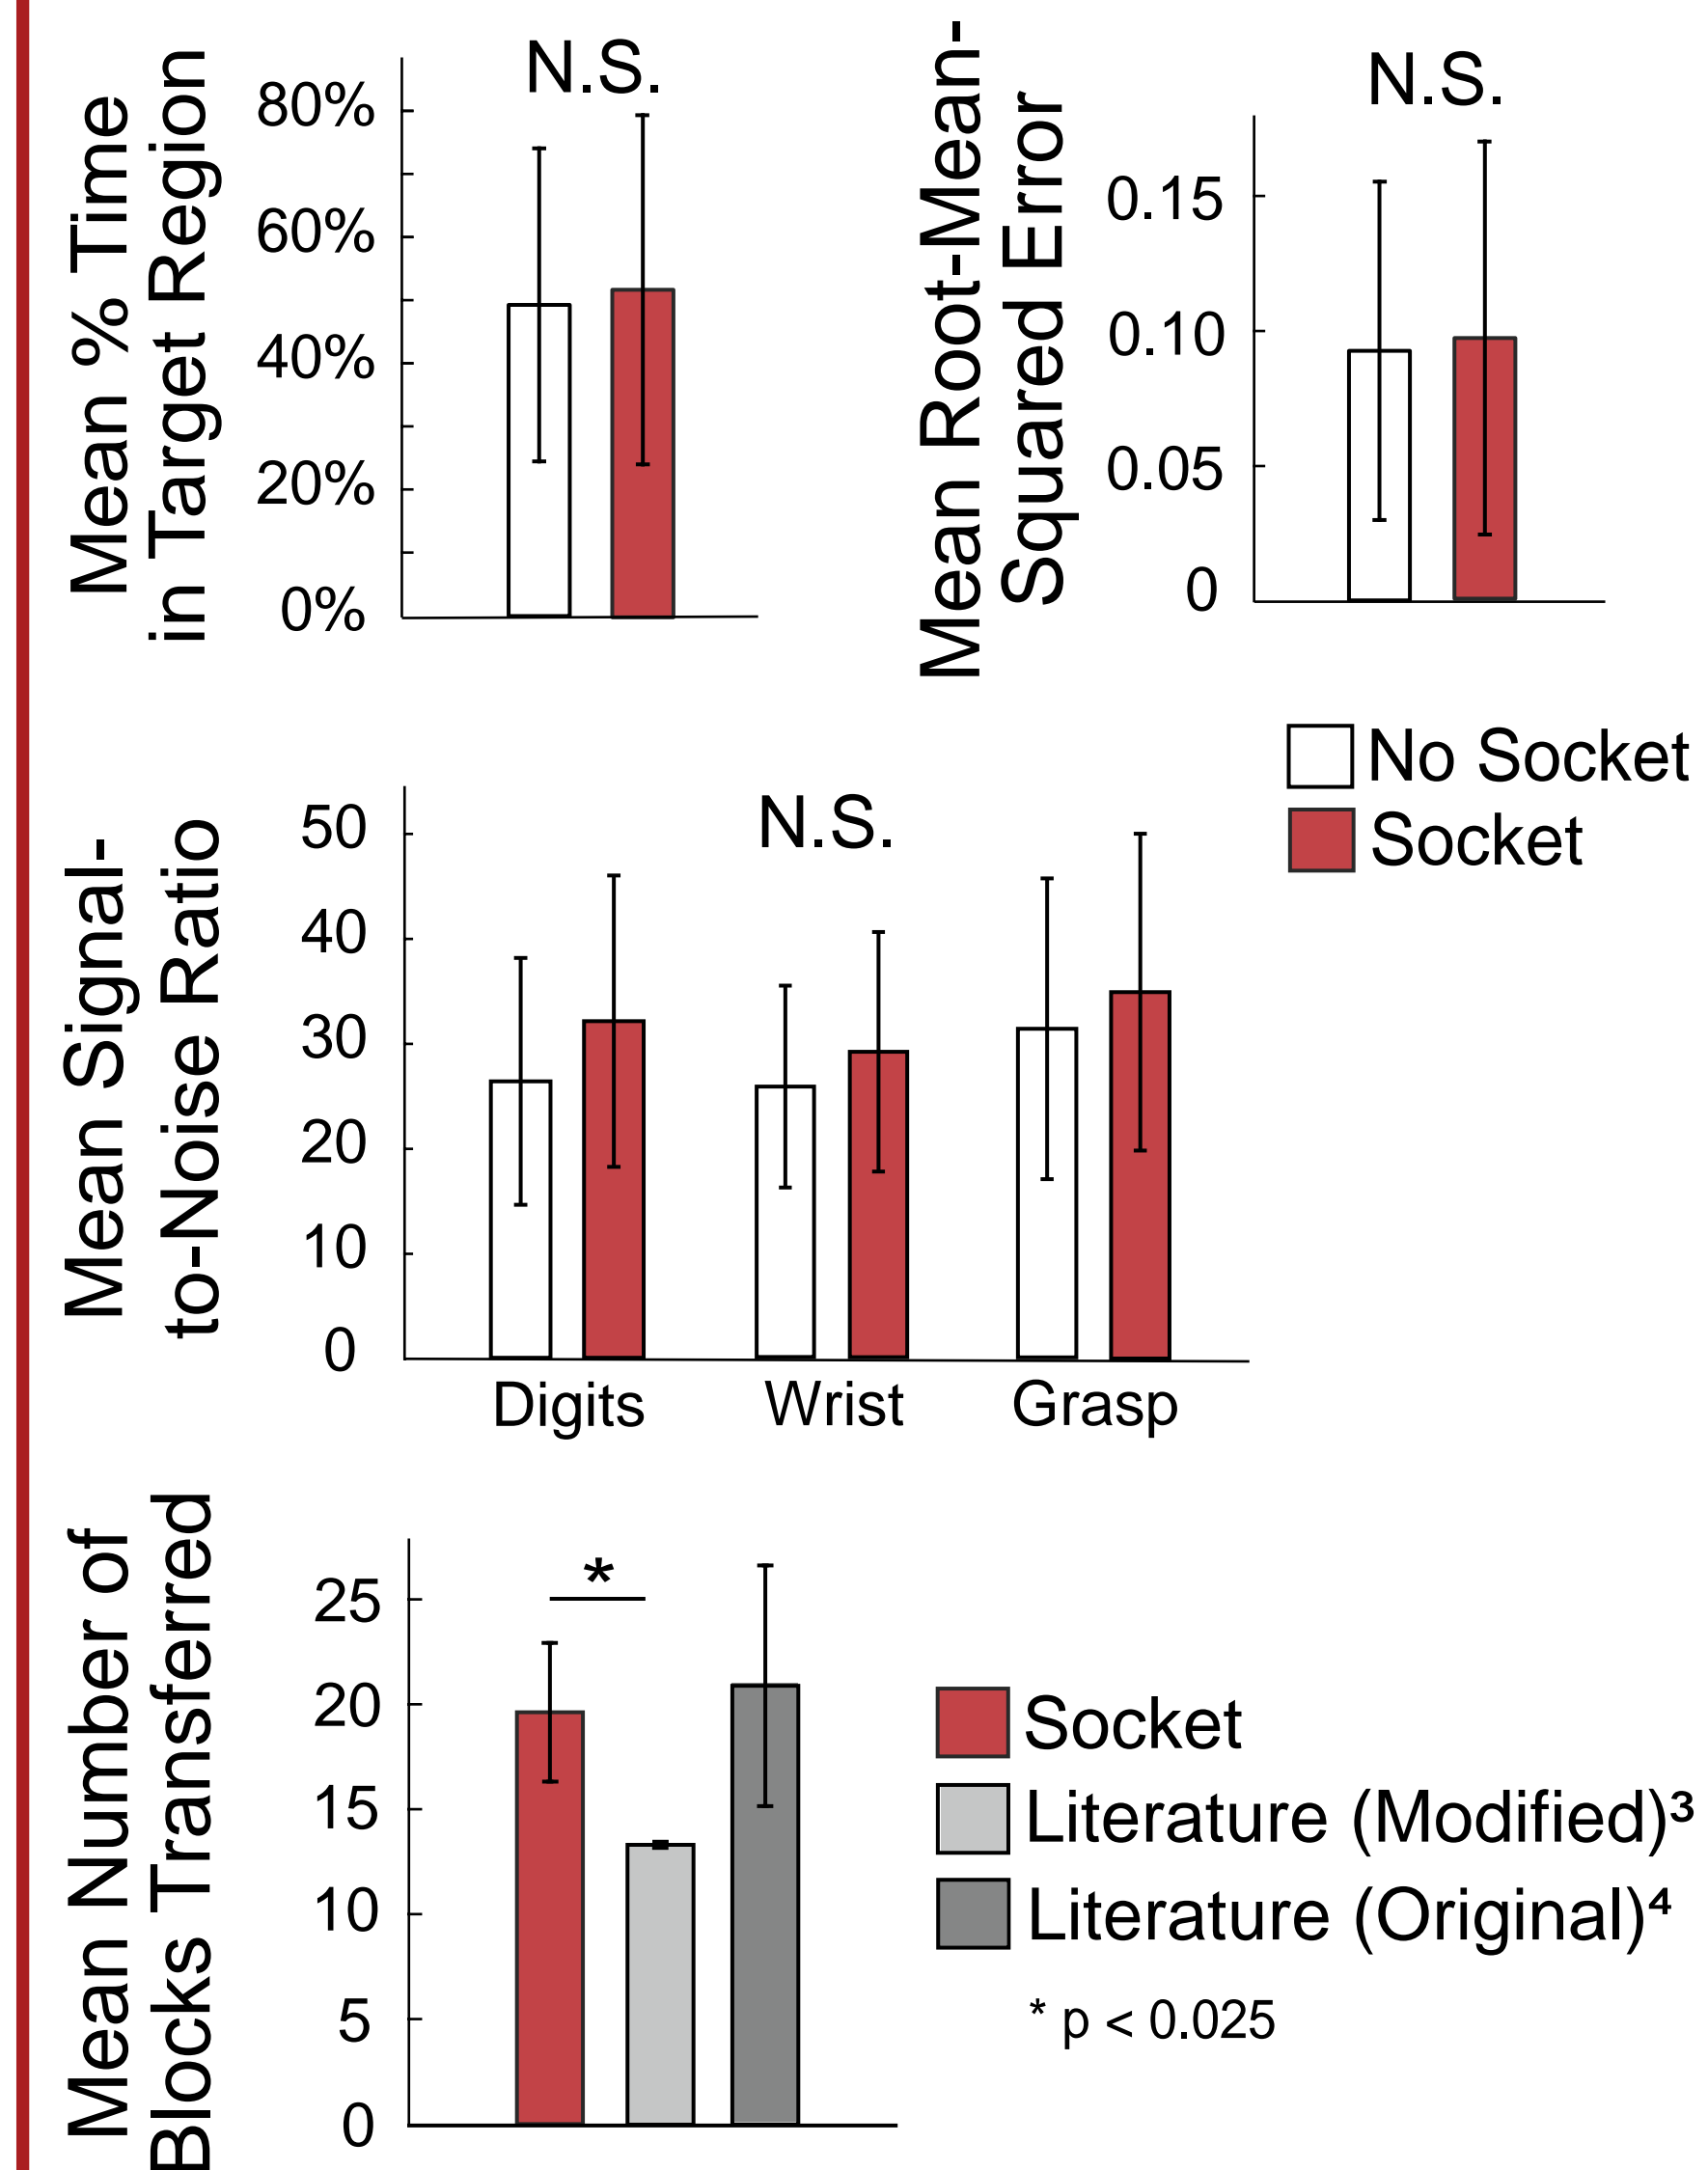 Mean % Time
in Target Region
80%
60%
40%
20%
0%
N.S.
Mean Root-Mean-
Squared Error
0.15
0.10
0.05
0
N.S.
No Socket
Socket
Mean Signal-
to-Noise Ratio
50
40
30
20
10
0
N.S.
Digits
Wrist
Grasp
Mean Number of
Blocks Transferred
25
20
15
10
5
0
*
Socket
Literature (Modified)³
Literature (Original)⁴
* p < 0.025